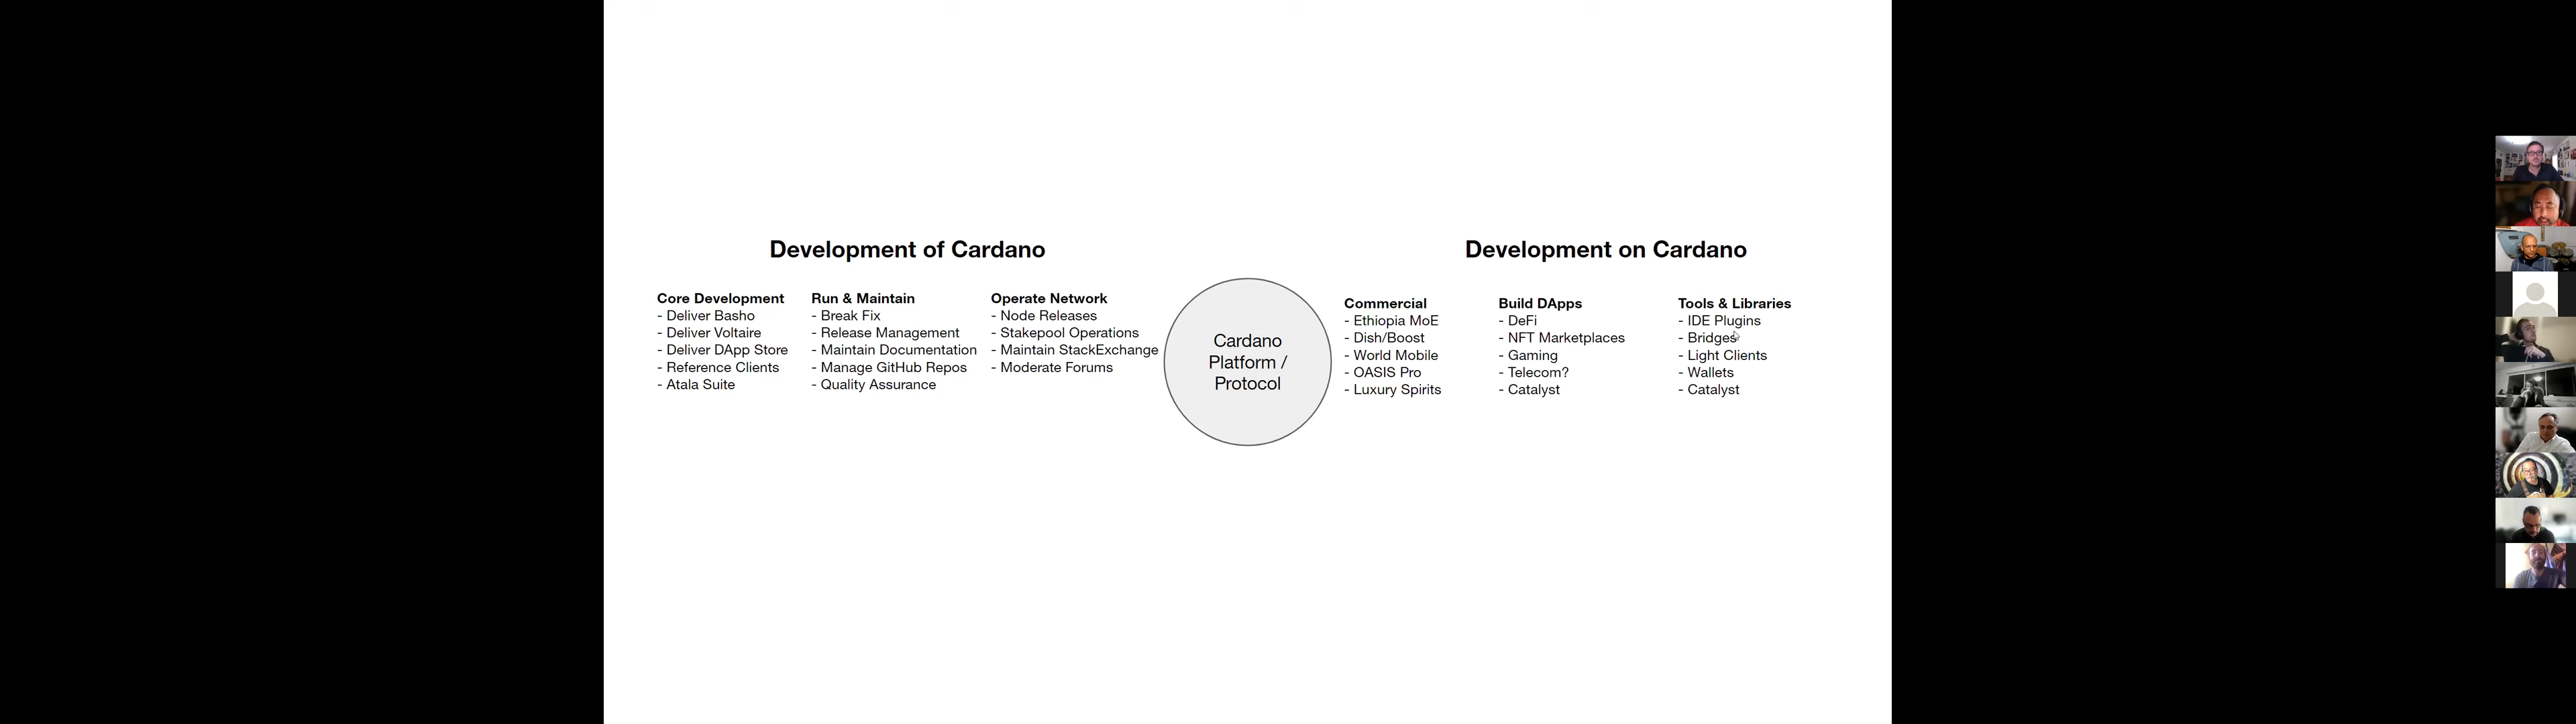 Development of Cardano
Core Development
- Deliver Basho
- Deliver Voltaire
- Deliver DApp Store
- Reference Clients
- Atala Suite
Run & Maintain
- Break Fix
- Release Management
- Maintain Documentation
- Manage GitHub Repos
- Quality Assurance
Operate Network
- Node Releases
- Stakepool Operations
- Maintain StackExchange
- Moderate Forums
Cardano
Platform /
Protocol
Development on Cardano
Commercial
- Ethiopia MoE
- Dish/Boost
- World Mobile
- OASIS Pro
- Luxury Spirits
Build DApps
- DeFi
- NFT Marketplaces
- Gaming
- Telecom?
- Catalyst
Tools & Libraries
- IDE Plugins
- Bridges
- Light Clients
- Wallets
- Catalyst